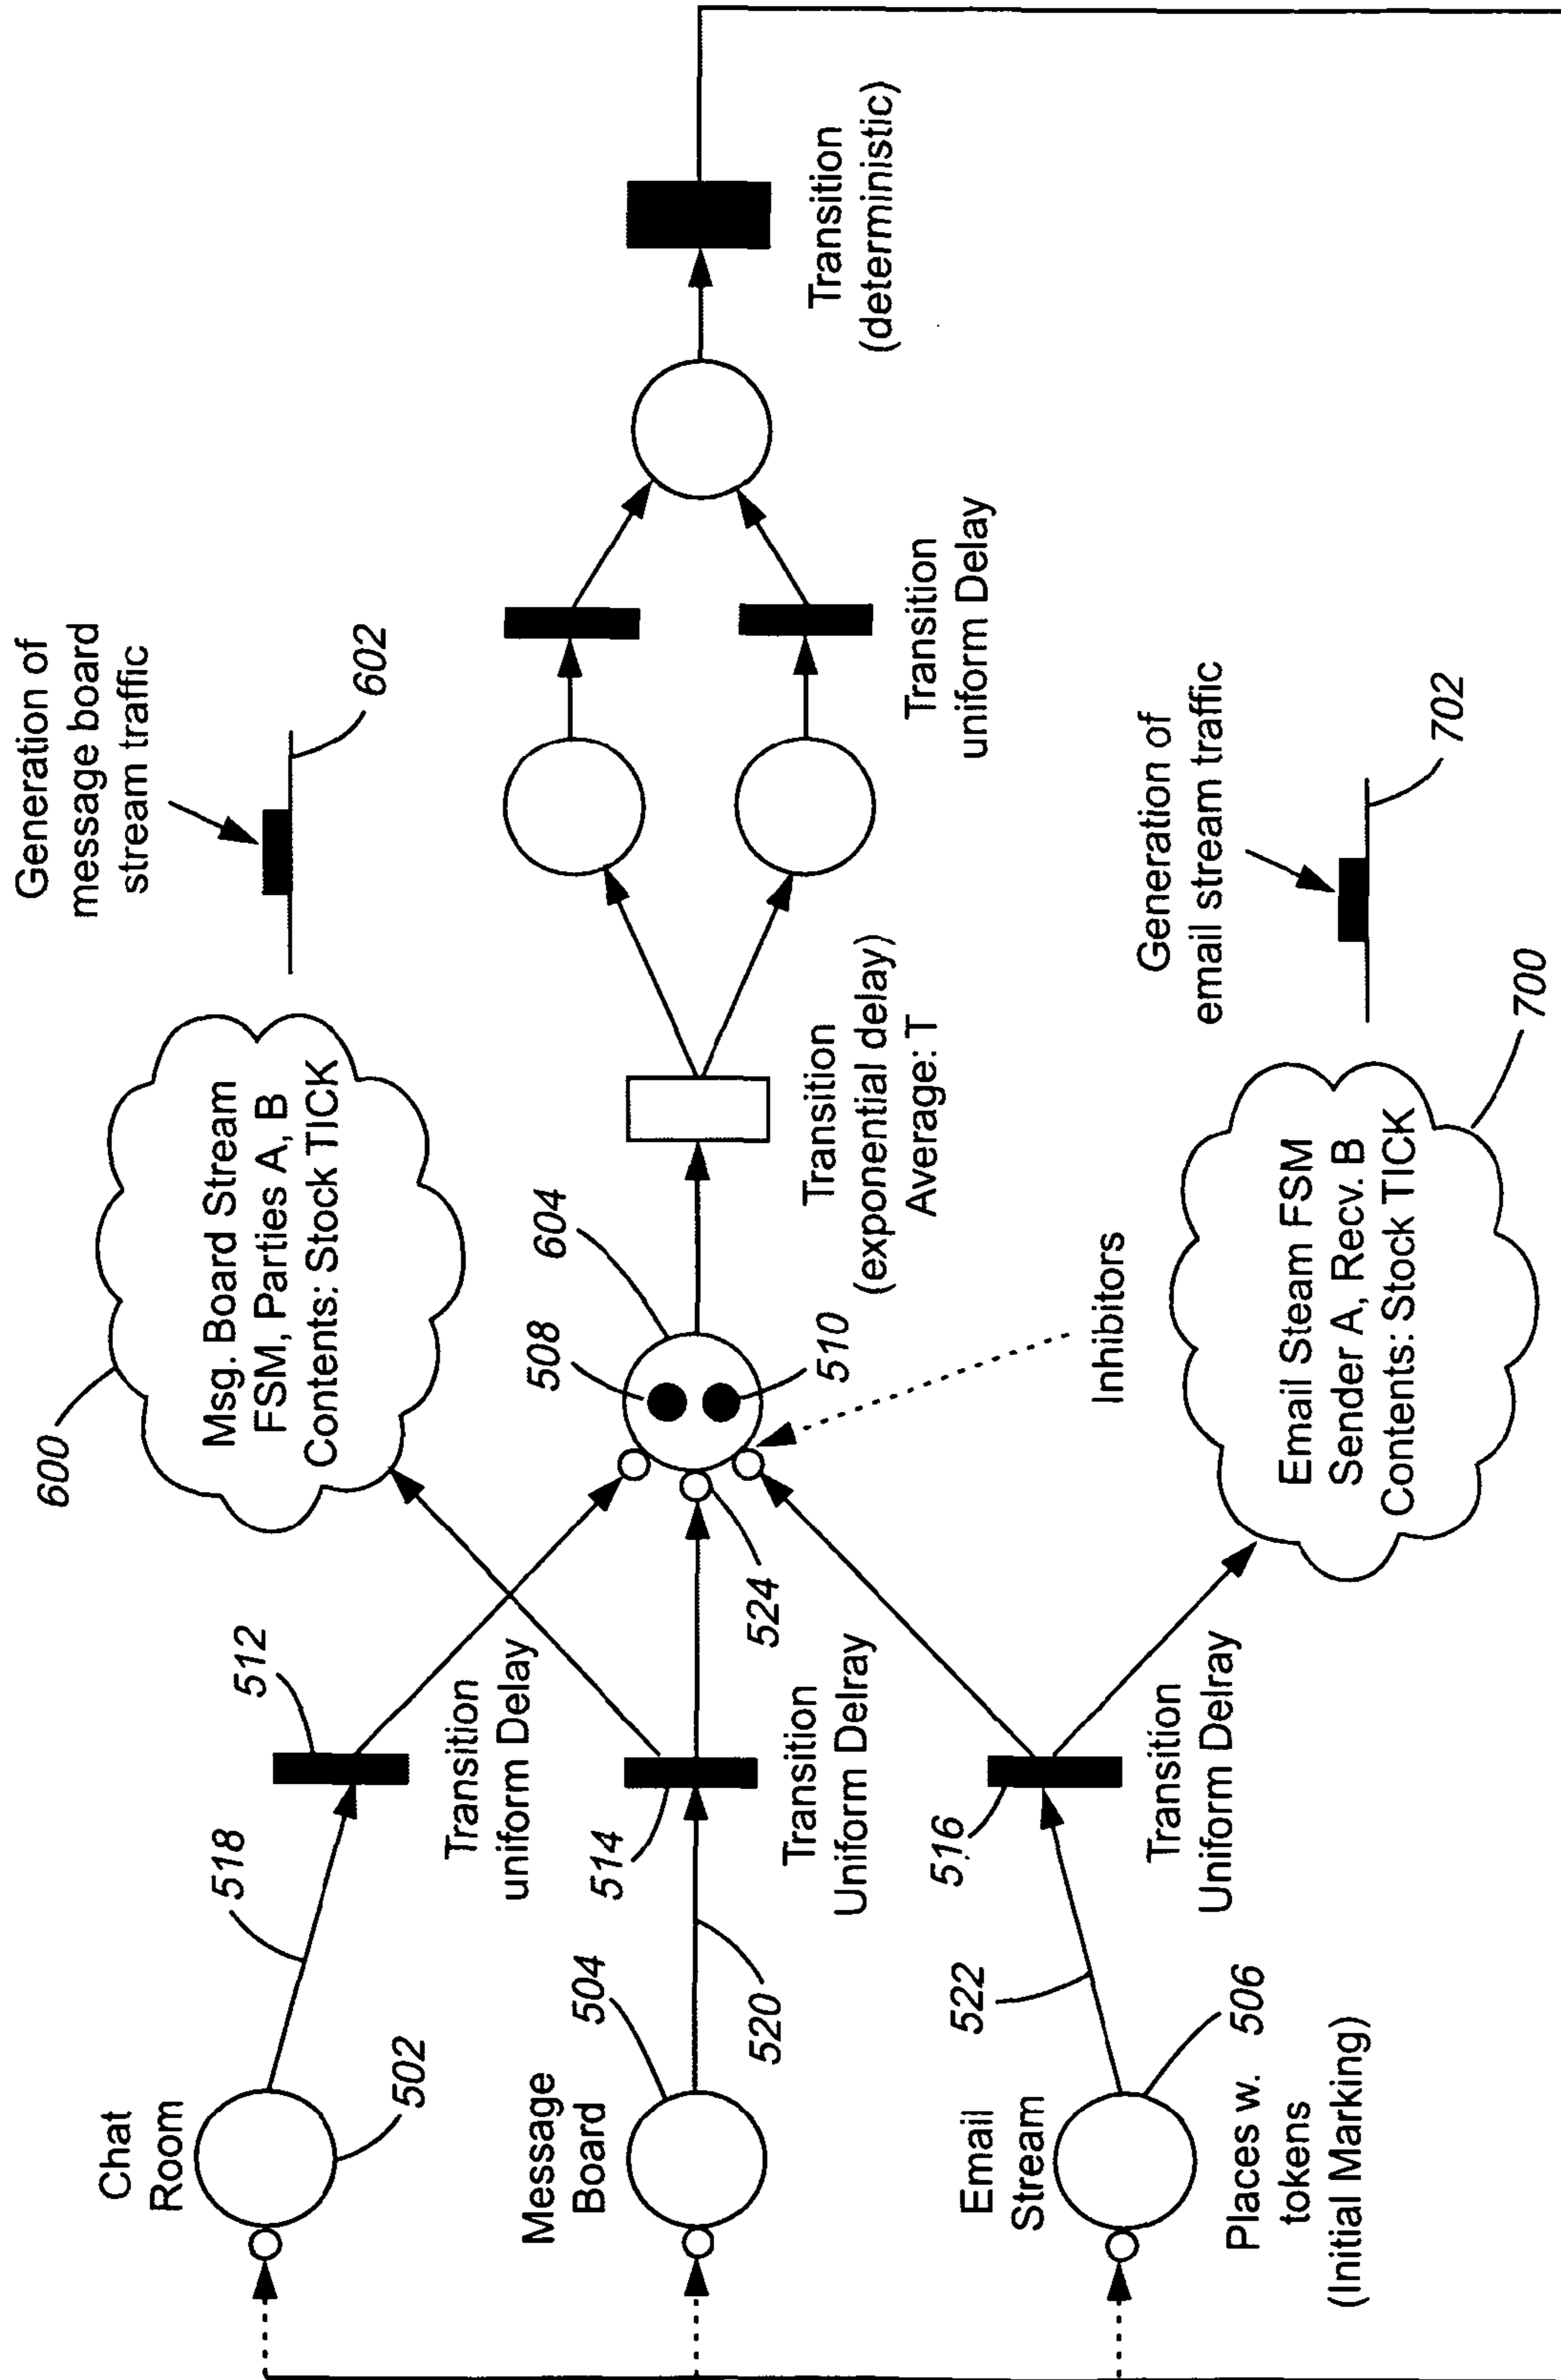 Chat
Room
502
518
512
Transition
uniform Delay
600
Msg. Board Stream
FSM, Parties A, B
Contents: Stock TICK
Generation of
message board
stream traffic
602
Message
Board
504
520
514
Transition
Uniform Delray
524
508
604
510
Inhibitors
Transition
(exponential delay)
Average: T
Transition
uniform Delay
Transition
(deterministic)
Email
Stream
506
522
516
Transition
Uniform Delray
Places w.
tokens
(Initial Marking)
Email Steam FSM
Sender A, Recv. B
Contents: Stock TICK
700
Generation of
email stream traffic
702